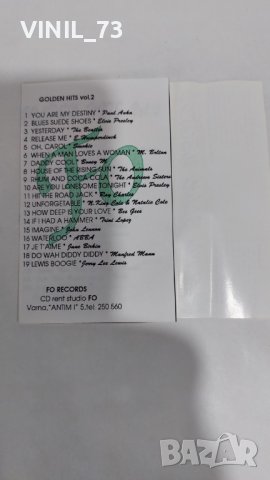 VINIL_73
GOLDEN HITS vol.2
1 YOU ARE MY DESTINY * Paul Anka
2 BLUES SUEDE SHOES * Elvis Presley
3 YESTERDAY * The Beatles
4 RELEASE ME * E.Humperdinck
5 OH, CAROL * Smokie
6 WHEN A MAN LOVES A WOMAN * M. Bolton
7 DADDY COOL * Boney M
8 HOUSE OF THE RISING SUN * The Animals
9 RHUM AND COCA COLA * The Andrews Sisters
10 ARE YOU LONESOME TONIGHT * Elvis Presley
11 HIT THE ROAD JACK * Ray Charles
12 UNFORGETABLE * N.King Cole & Natalie Cole
13 HOW DEEP IS YOUR LOVE * Bee Gees
14 IF I HAD A HAMMER * Trini Lopez
15 IMAGINE * John Lennon
16 WATERLOO * ABBA
17 JE T'AIME * Jane Birkin
18 DO WAH DIDDY DIDDY * Manfred Mann
19 LEWIS BOOGIE * Jerry Lee Lewis
FO RECORDS
CD rent studio FO
Varna,"ANTIM I" 5,tel: 250 560
BAZAR